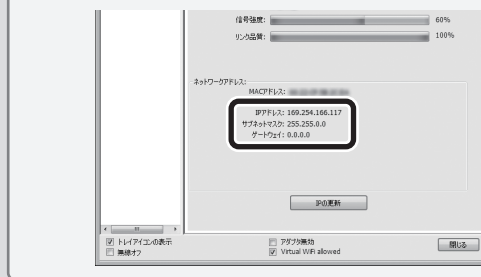 信号強度: 60%
リンク品質: 100%
ネットワークアドレス:
MACアドレス:
IPアドレス: 169.254.166.117
サブネットマスク: 255.255.0.0
ゲートウェイ: 0.0.0.0
IPの更新
トレイアイコンの表示
無線オフ
アダプタ無効
Virtual WiFi allowed
閉じる